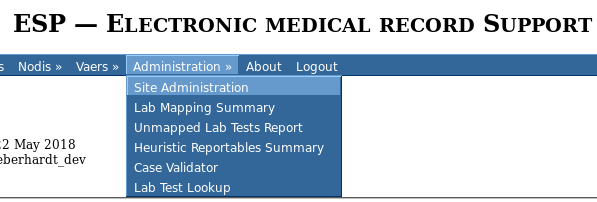 ESP — ELECTRONIC MEDICAL RECORD SUPPORT
s Nodis » Vaers » Administration » About Logout
Site Administration
Lab Mapping Summary
Unmapped Lab Tests Report
Heuristic Reportables Summary
Case Validator
Lab Test Lookup
22 May 2018
eberhardt_dev